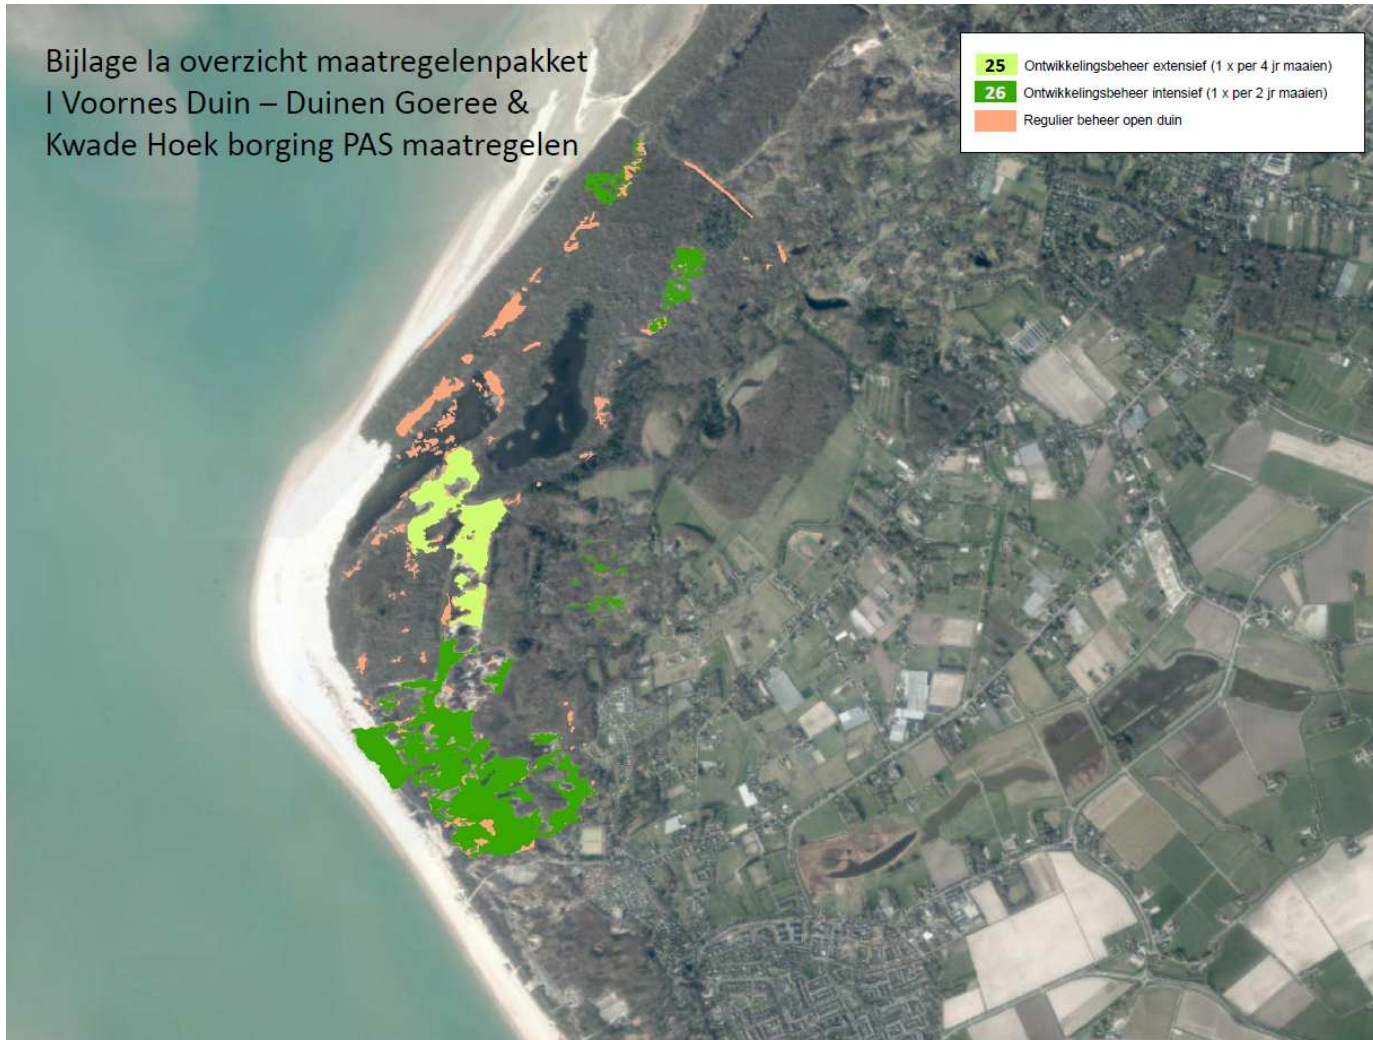 Bijlage Ia overzicht maatregelenpakket
I Voornes Duin – Duinen Goeree &
Kwade Hoek borging PAS maatregelen
25 Ontwikkelingsbeheer extensief (1 x per 4 jr maaien)
26 Ontwikkelingsbeheer intensief (1 x per 2 jr maaien)
Regulier beheer open duin